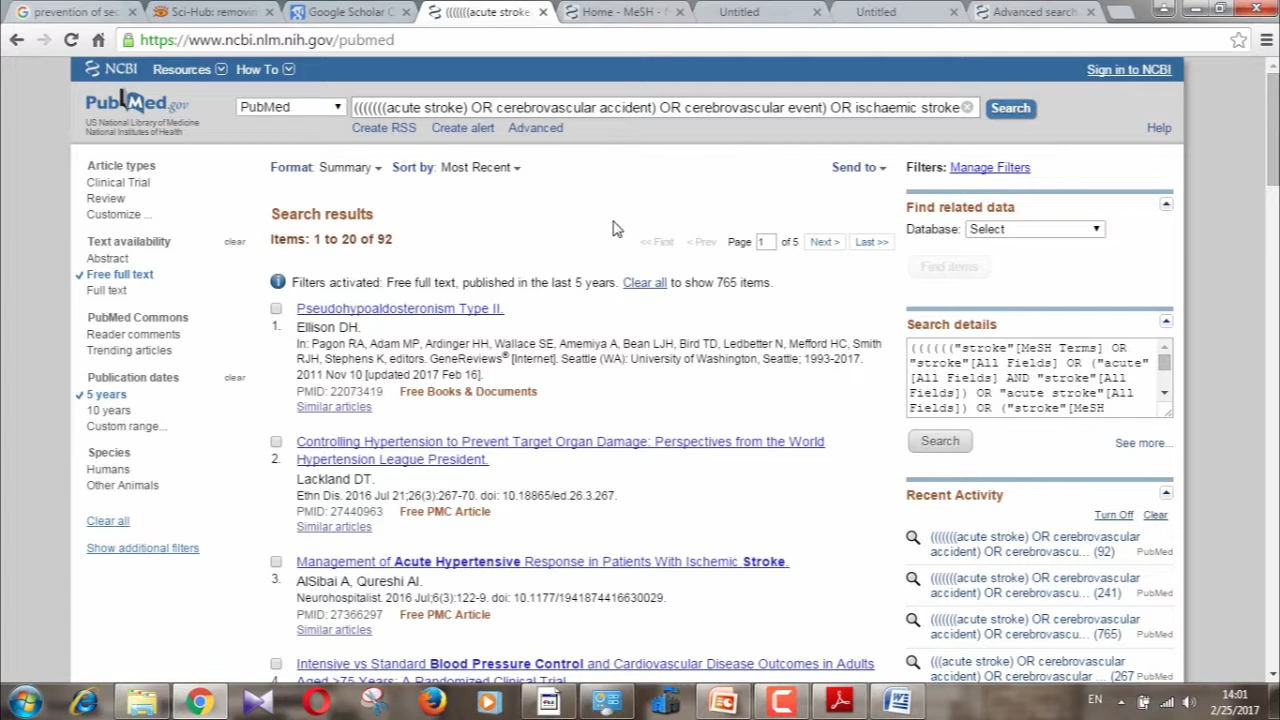 prevention of sec
Sci-Hub: removin
Google Scholar C
((((((((acute stroke
Home - MeSH - 
Untitled
Untitled
Advanced search
https://www.ncbi.nlm.nih.gov/pubmed
NCBI Resources How To
Sign in to NCBI
PubMed.gov
US National Library of Medicine
National Institutes of Health
PubMed
(((((((acute stroke) OR cerebrovascular accident) OR cerebrovascular event) OR ischaemic stroke
Search
Create RSS Create alert Advanced
Help
Article types
Clinical Trial
Review
Customize ...
Text availability clear
Abstract
Free full text
Full text
PubMed Commons
Reader comments
Trending articles
Publication dates clear
5 years
10 years
Custom range...
Species
Humans
Other Animals
Clear all
Show additional filters
Format: Summary Sort by: Most Recent
Send to
Search results
Items: 1 to 20 of 92
<< First < Prev Page 1 of 5 Next > Last >>
Filters activated: Free full text, published in the last 5 years. Clear all to show 765 items.
Pseudohypoaldosteronism Type II.
1. Ellison DH.
In: Pagon RA, Adam MP, Ardinger HH, Wallace SE, Amemiya A, Bean LJH, Bird TD, Ledbetter N, Mefford HC, Smith
RJH, Stephens K, editors. GeneReviews® [Internet]. Seattle (WA): University of Washington, Seattle; 1993-2017.
2011 Nov 10 [updated 2017 Feb 16].
PMID: 22073419 Free Books & Documents
Similar articles
Controlling Hypertension to Prevent Target Organ Damage: Perspectives from the World
2. Hypertension League President.
Lackland DT.
Ethn Dis. 2016 Jul 21;26(3):267-70. doi: 10.18865/ed.26.3.267.
PMID: 27440963 Free PMC Article
Similar articles
Management of Acute Hypertensive Response in Patients With Ischemic Stroke.
3. AlSibai A, Qureshi AI.
Neurohospitalist. 2016 Jul;6(3):122-9. doi: 10.1177/1941874416630029.
PMID: 27366297 Free PMC Article
Similar articles
Intensive vs Standard Blood Pressure Control and Cardiovascular Disease Outcomes in Adults
4. Aged ≥75 Years: A Randomized Clinical Trial.
Filters: Manage Filters
Find related data
Database: Select
Find items
Search details
(((((("stroke"[MeSH Terms] OR
"stroke"[All Fields] OR ("acute"
[All Fields] AND "stroke"[All
Fields]) OR "acute stroke"[All
Fields]) OR ("stroke"[MeSH
Search
See more...
Recent Activity
Turn Off Clear
(((((((acute stroke) OR cerebrovascular
accident) OR cerebrovascu... (92) PubMed
(((((((acute stroke) OR cerebrovascular
accident) OR cerebrovascu... (241) PubMed
(((((((acute stroke) OR cerebrovascular
accident) OR cerebrovascu... (765) PubMed
(((acute stroke) OR cerebrovascular
accident) OR cerebrovascu... (267
EN
14:01
2/25/2017